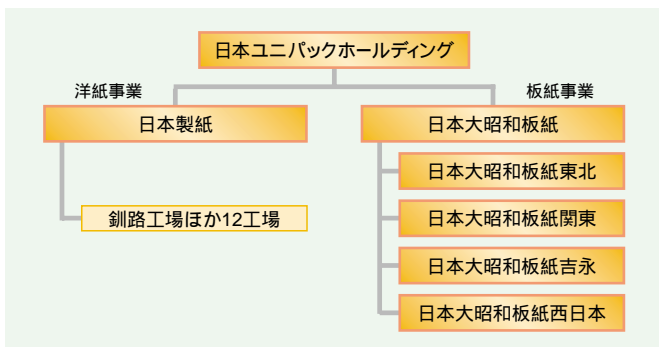 日本ユニパックホールディング
洋紙事業
日本製紙
釧路工場ほか12工場
板紙事業
日本大昭和板紙
日本大昭和板紙東北
日本大昭和板紙関東
日本大昭和板紙吉永
日本大昭和板紙西日本